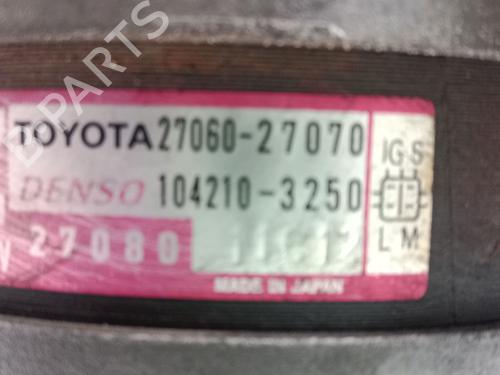 TOYOTA 27060-27070
DENSO 104210-3250
V 27080
MADE IN JAPAN
IG S
L M
B-PARTS